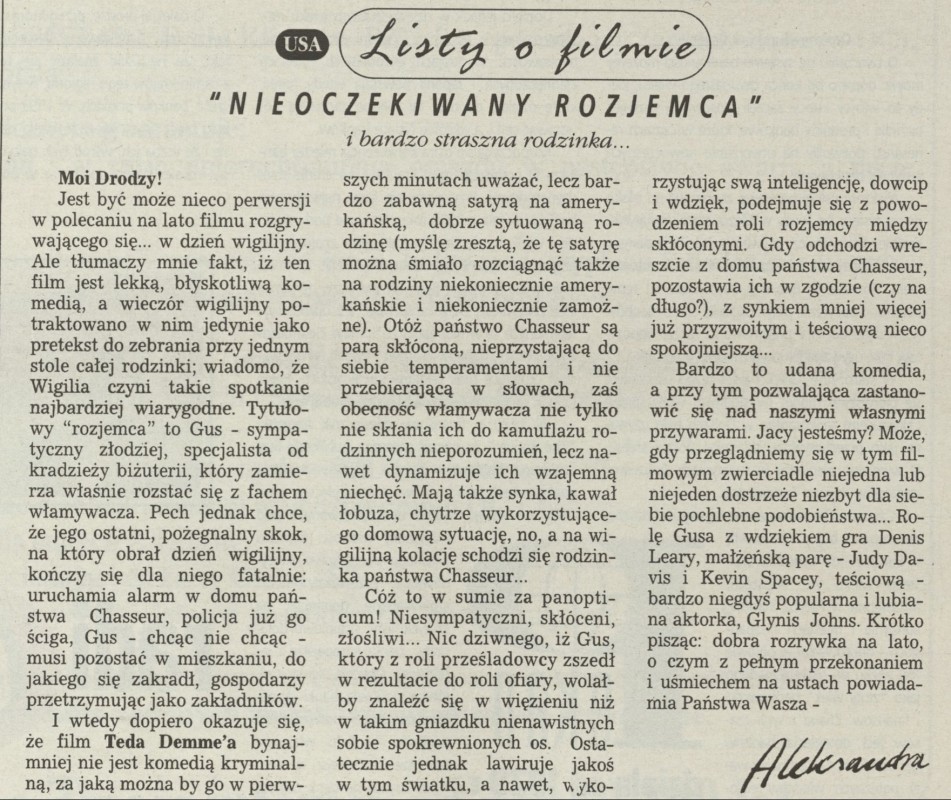 USA Listy o filmie
"NIEOCZEKIWANY ROZJEMCA"
i bardzo straszna rodzinka...
Moi Drodzy!
Jest być może nieco perwersji
w polecaniu na lato filmu rozgry-
wającego się... w dzień wigilijny.
Ale tłumaczy mnie fakt, iż ten
film jest lekką, błyskotliwą ko-
medią, a wieczór wigilijny po-
traktowano w nim jedynie jako
pretekst do zebrania przy jednym
stole całej rodzinki; wiadomo, że
Wigilia czyni takie spotkanie
najbardziej wiarygodne. Tytuło-
wy "rozjemca" to Gus - sympa-
tyczny złodziej, specjalista od
kradzieży biżuterii, który zamie-
rza właśnie rozstać się z fachem
włamywacza. Pech jednak chce,
że jego ostatni, pożegnalny skok,
na który obrał dzień wigilijny,
kończy się dla niego fatalnie:
uruchamia alarm w domu pań-
stwa Chasseur, policja już go
ściga, Gus - chcąc nie chcąc -
musi pozostać w mieszkaniu, do
jakiego się zakradł, gospodarzy
przetrzymując jako zakładników.
I wtedy dopiero okazuje się,
że film Teda Demme'a bynaj-
mniej nie jest komedią kryminal-
ną, za jaką można by go w pierw-
szych minutach uważać, lecz bar-
dzo zabawną satyrą na amery-
kańską, dobrze sytuowaną ro-
dzinę (myślę zresztą, że tę satyrę
można śmiało rozciągnąć także
na rodziny niekoniecznie amery-
kańskie i niekoniecznie zamoż-
ne). Otóż państwo Chasseur są
parą skłóconą, nieprzystającą do
siebie temperamentami i nie
przebierającą w słowach, zaś
obecność włamywacza nie tylko
nie skłania ich do kamuflażu ro-
dzinnych nieporozumień, lecz na-
wet dynamizuje ich wzajemną
niechęć. Mają także synka, kawał
łobuza, chytrze wykorzystujące-
go domową sytuację, no, a na wi-
gilijną kolację schodzi się rodzin-
ka państwa Chasseur...
Cóż to w sumie za panopti-
cum! Niesympatyczni, skłóceni,
złośliwi... Nic dziwnego, iż Gus,
który z roli prześladowcy zszedł
w rezultacie do roli ofiary, wolał-
by znaleźć się w więzieniu niż
w takim gniazdku nienawistnych
sobie spokrewnionych os. Osta-
tecznie jednak lawiruje jakoś
w tym światku, a nawet, wyko-
rzystując swą inteligencję, dowcip
i wdzięk, podejmuje się z powo-
dzeniem roli rozjemcy między
skłóconymi. Gdy odchodzi wre-
szcie z domu państwa Chasseur,
pozostawia ich w zgodzie (czy na
długo?), z synkiem mniej więcej
już przyzwoitym i teściową nieco
spokojniejszą...
Bardzo to udana komedia,
a przy tym pozwalająca zastano-
wić się nad naszymi własnymi
przywarami. Jacy jesteśmy? Może,
gdy przeglądniemy się w tym fil-
mowym zwierciadle niejedna lub
niejeden dostrzeże niezbyt dla sie-
bie pochlebne podobieństwa... Ro-
lę Gusa z wdziękiem gra Denis
Leary, małżeńską parę - Judy Da-
vis i Kevin Spacey, teściową -
bardzo niegdyś popularna i lubia-
na aktorka, Glynis Johns. Krótko
pisząc: dobra rozrywka na lato,
o czym z pełnym przekonaniem
i uśmiechem na ustach powiada-
mia Państwa Wasza -
Aleksandra